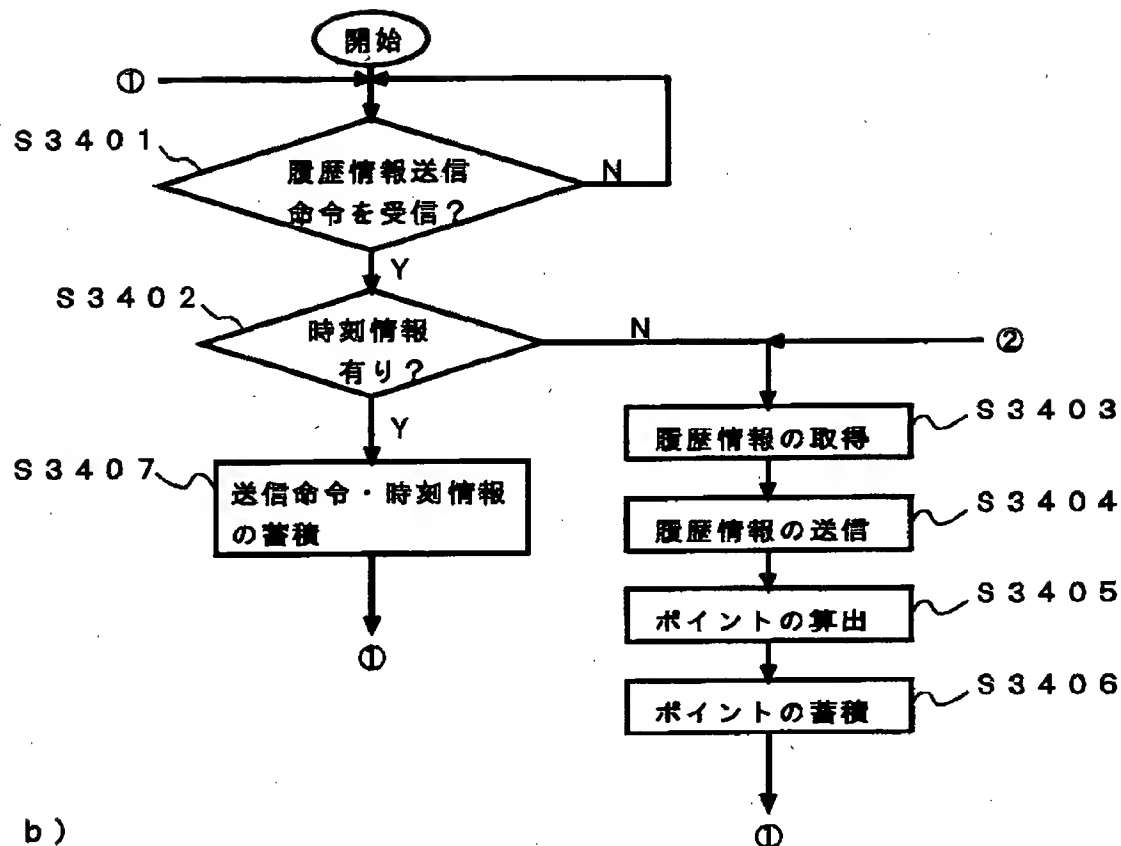 開始
①
S3401
履歴情報送信
命令を受信?
N
Y
S3402
時刻情報
有り?
N
②
Y
S3403
履歴情報の取得
S3407
送信命令・時刻情報
の蓄積
S3404
履歴情報の送信
S3405
ポイントの算出
①
S3406
ポイントの蓄積
b)
①